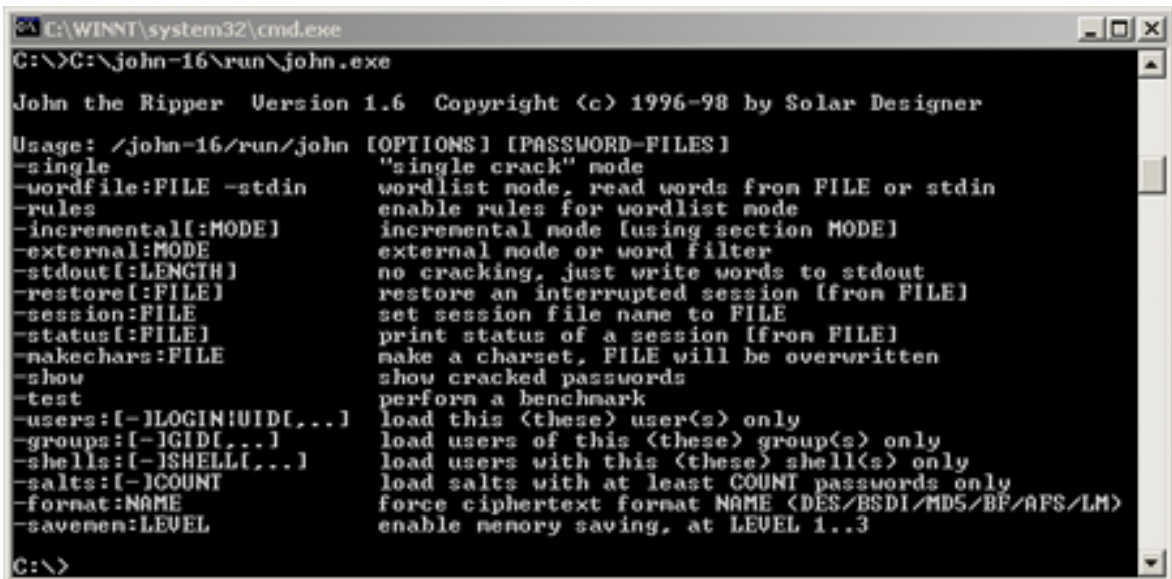 C:\WINNT\system32\cmd.exe
C:\>C:\john-16\run\john.exe
John the Ripper  Version 1.6  Copyright (c) 1996-98 by Solar Designer
Usage: /john-16/run/john [OPTIONS] [PASSWORD-FILES]
-single                   "single crack" mode
-wordfile:FILE -stdin     wordlist mode, read words from FILE or stdin
-rules                    enable rules for wordlist mode
-incremental[:MODE]       incremental mode [using section MODE]
-external:MODE            external mode or word filter
-stdout[:LENGTH]          no cracking, just write words to stdout
-restore[:FILE]           restore an interrupted session [from FILE]
-session:FILE             set session file name to FILE
-status[:FILE]            print status of a session [from FILE]
-makechars:FILE           make a charset, FILE will be overwritten
-show                     show cracked passwords
-test                     perform a benchmark
-users:[-]LOGIN|UID[,...] load this (these) user(s) only
-groups:[-]GID[,...]      load users of this (these) group(s) only
-shells:[-]SHELL[,...]    load users with this (these) shell(s) only
-salts:[-]COUNT           load salts with at least COUNT passwords only
-format:NAME              force ciphertext format NAME (DES/BSDI/MD5/BF/AFS/LM)
-savemem:LEVEL            enable memory saving, at LEVEL 1..3
C:\>